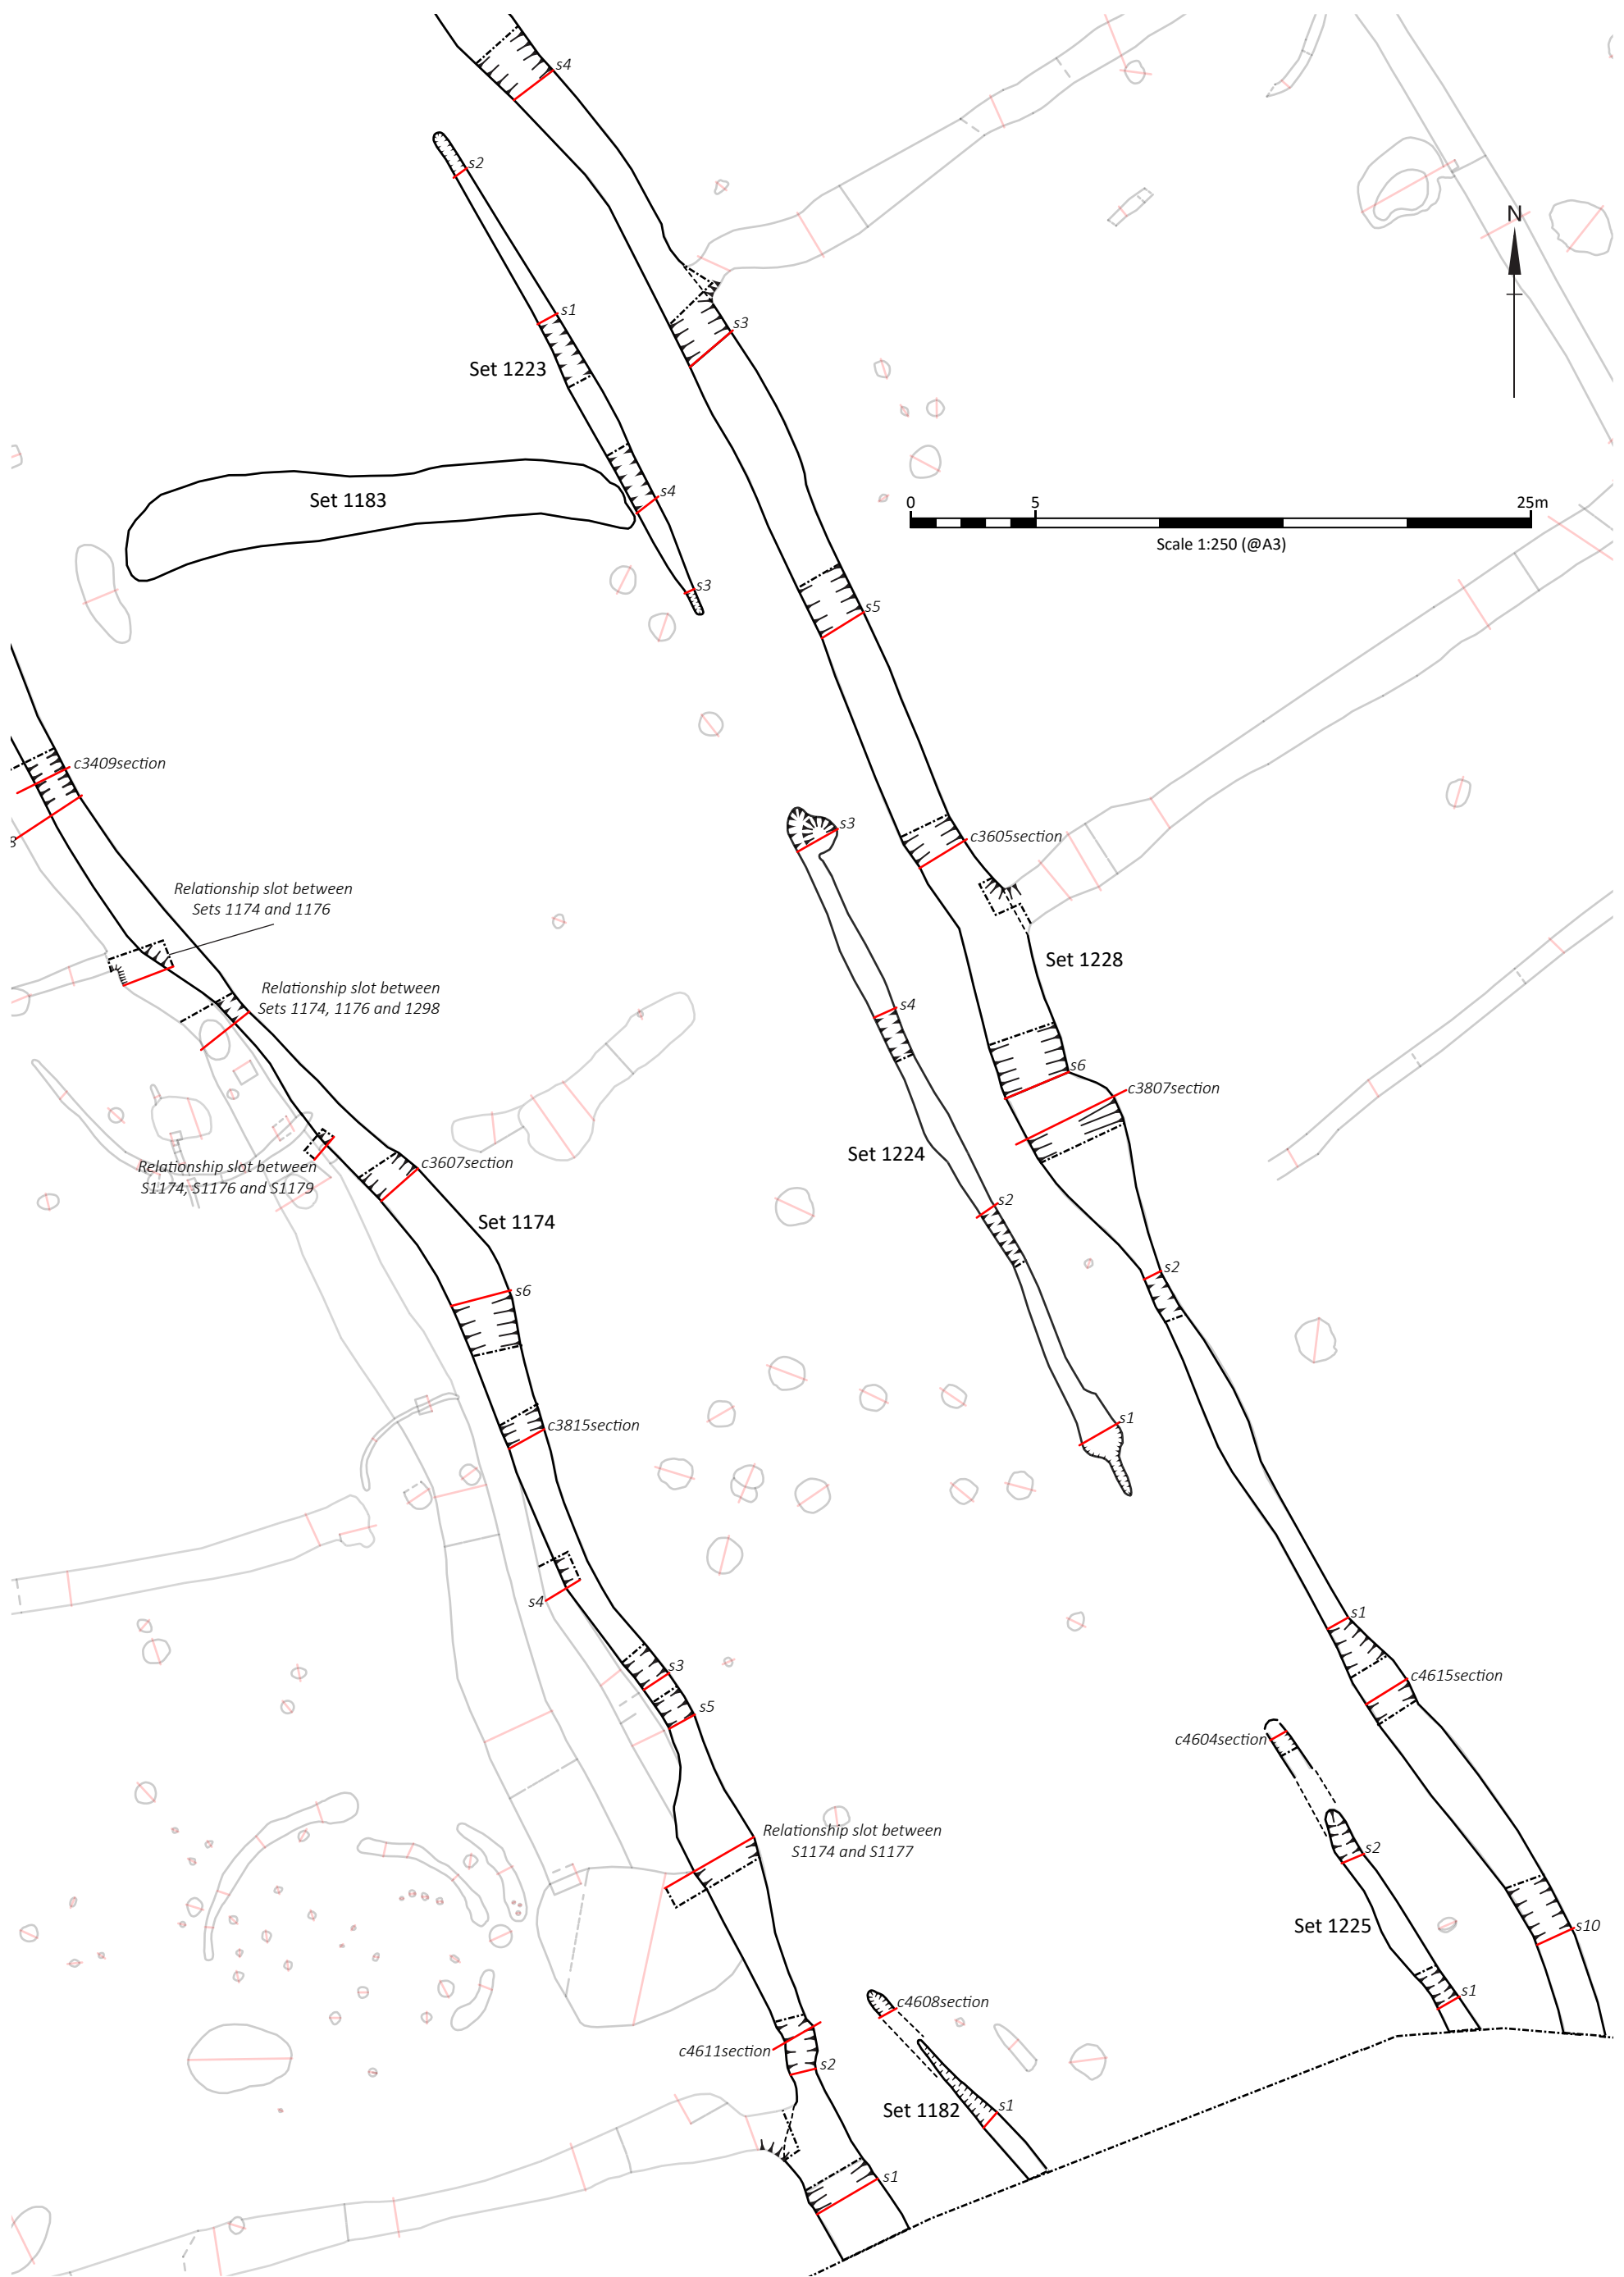 s4
s2
N
s1
s3
Set 1223
s4
Set 1183
0 5 25m
Scale 1:250 (@A3)
s3
s5
c3409section
s3
c3605section
Relationship slot between
Sets 1174 and 1176
Set 1228
Relationship slot between
Sets 1174, 1176 and 1298
s4
s6
c3807section
Set 1224
Relationship slot between
S1174, S1176 and S1179
c3607section
s2
Set 1174
s2
s6
s1
c3815section
s4
s1
s3
c4615section
s5
c4604section
Relationship slot between
S1174 and S1177
s2
Set 1225
s10
s1
c4608section
c4611section
s2
Set 1182
s1
s1